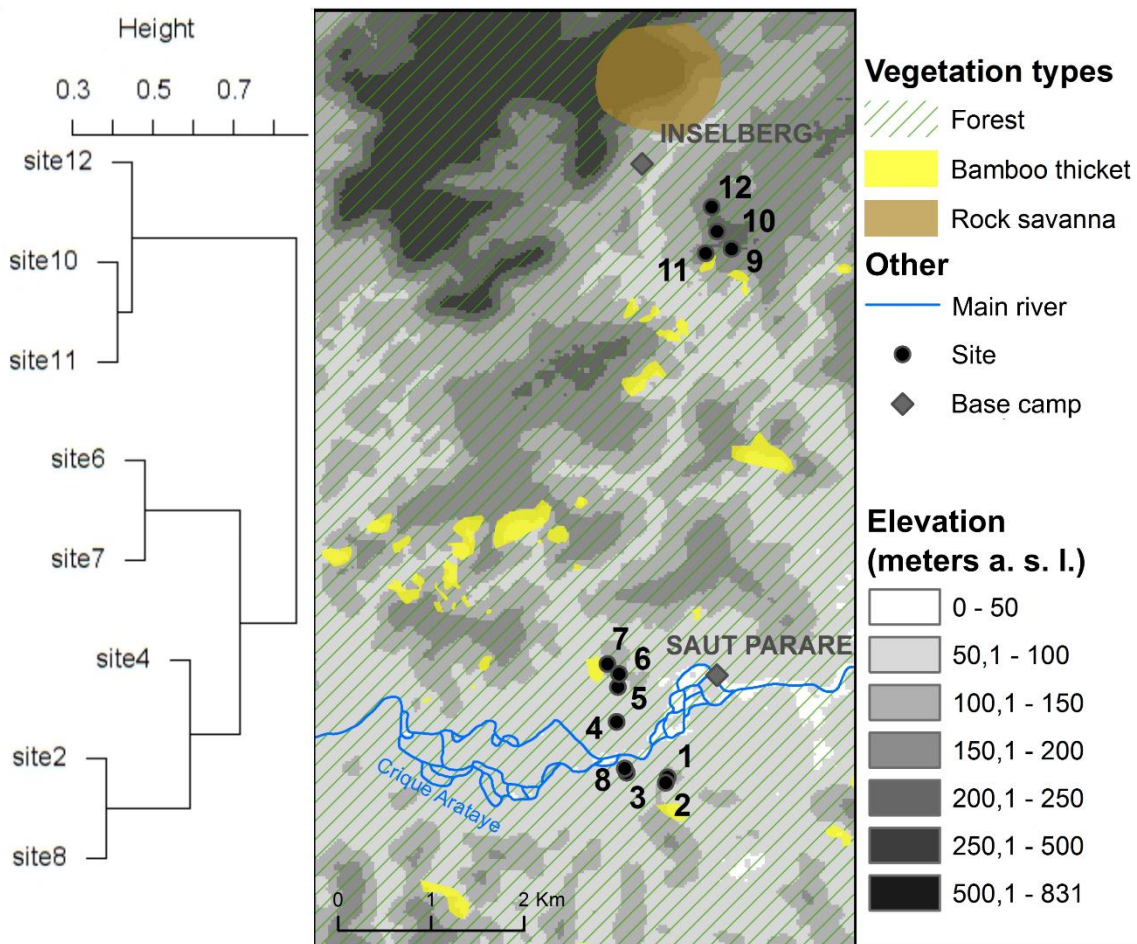 Height
0.3 0.5 0.7
site12
site10
site11
site6
site7
site4
site2
site8
INSELBERG
12
10
11
9
SAUT PARARE
7
6
5
4
1
8
3
2
Crique Arataye
0 1 2 Km
Vegetation types
Forest
Bamboo thicket
Rock savanna
Other
Main river
Site
Base camp
Elevation
(meters a. s. l.)
0 - 50
50,1 - 100
100,1 - 150
150,1 - 200
200,1 - 250
250,1 - 500
500,1 - 831